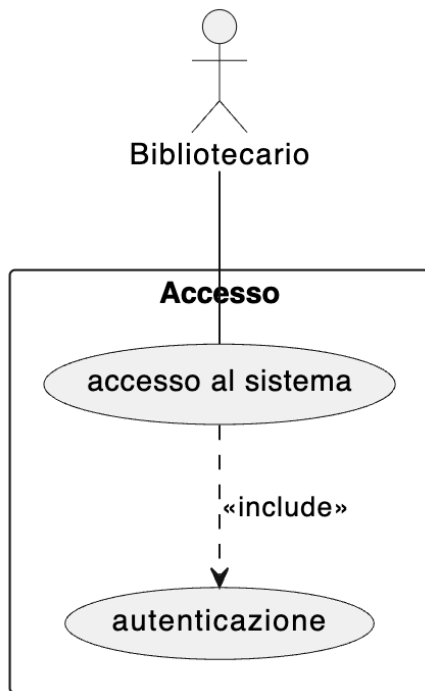 Bibliotecario
Accesso
accesso al sistema
«include»
autenticazione